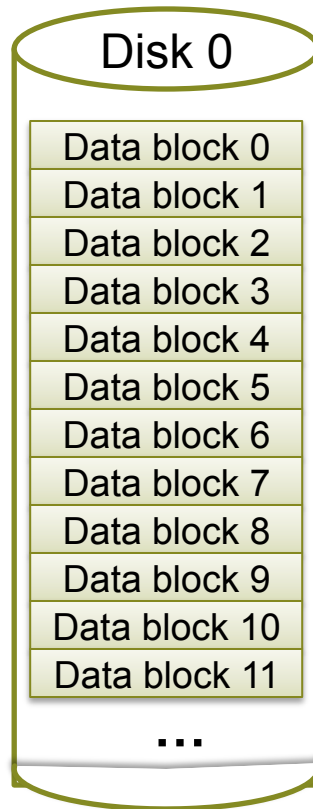 Disk 0
Data block 0
Data block 1
Data block 2
Data block 3
Data block 4
Data block 5
Data block 6
Data block 7
Data block 8
Data block 9
Data block 10
Data block 11
...